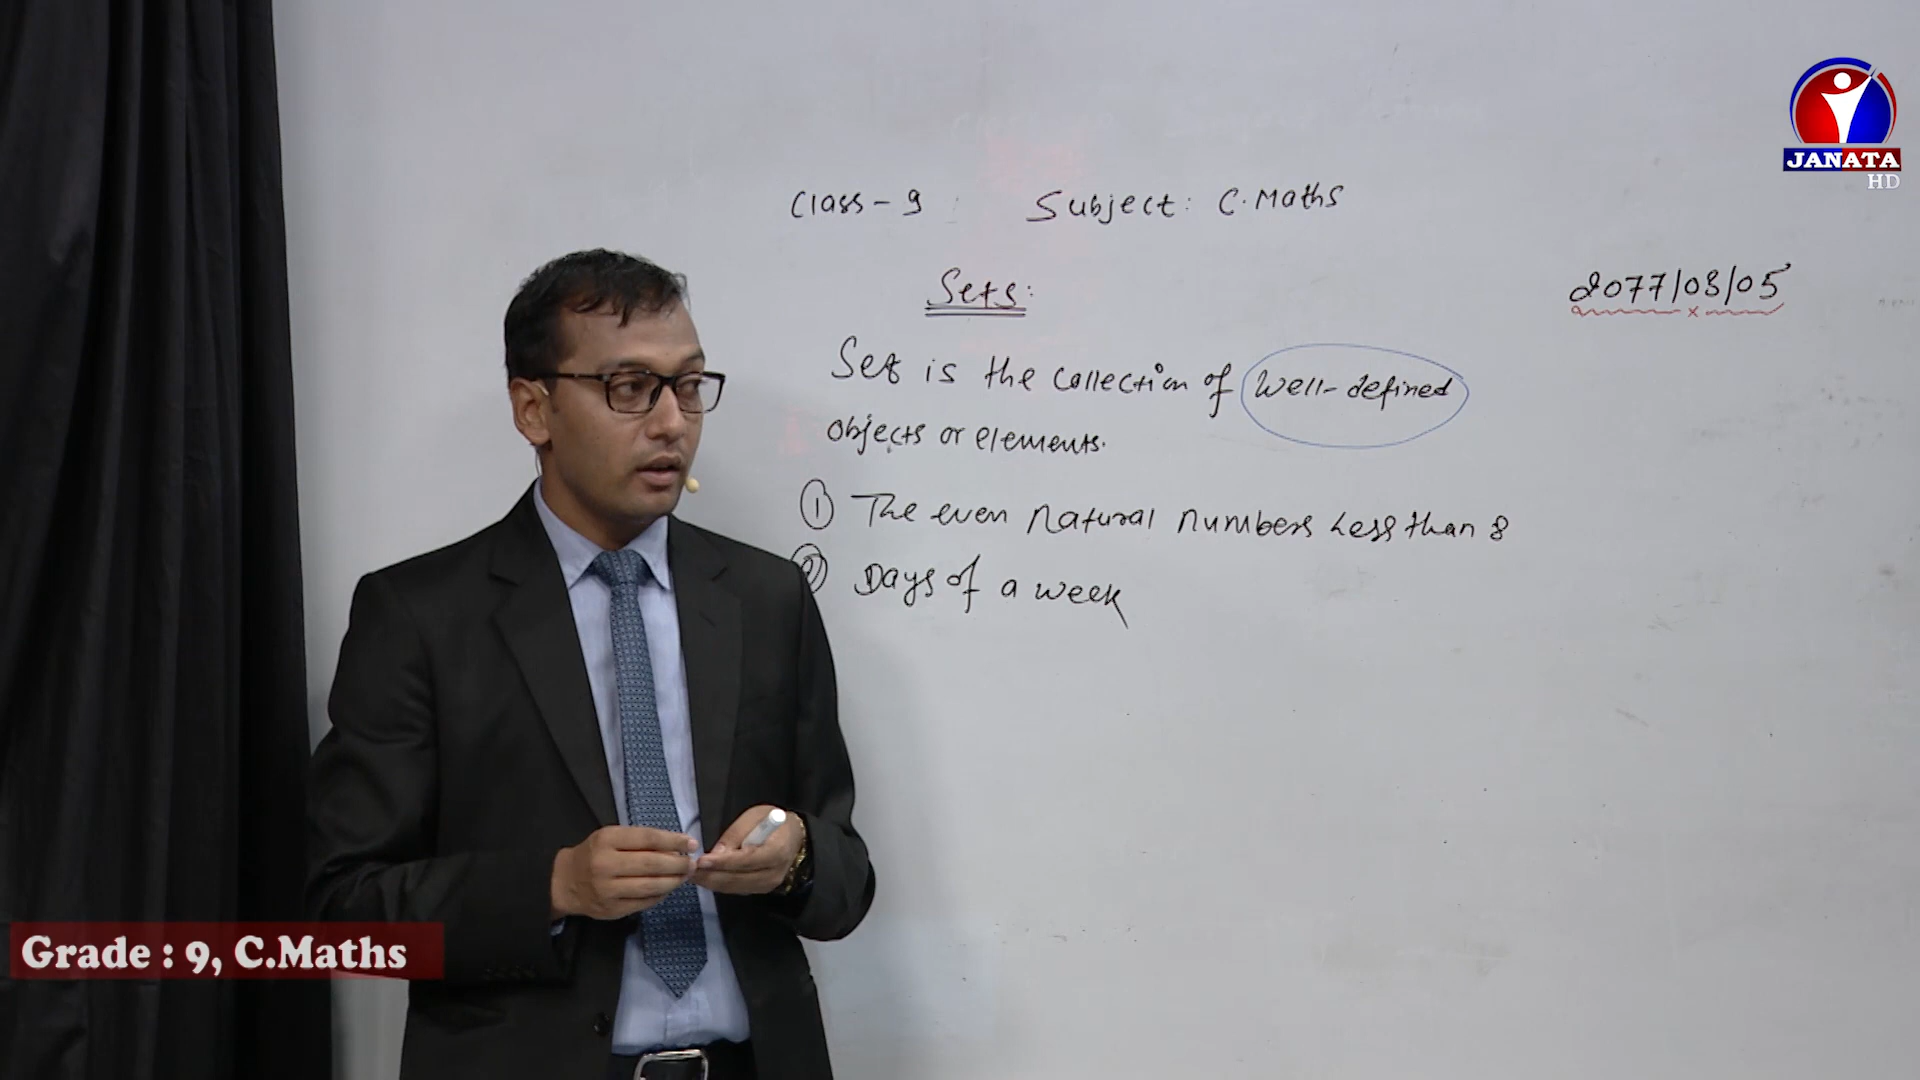 JANATA
HD
Class - 9 Subject: C. Maths
Sets:
2077/03/05
Set is the collection of well-defined
objects or elements.
① The even natural numbers Less than 8
② Days of a week
Grade : 9, C.Maths